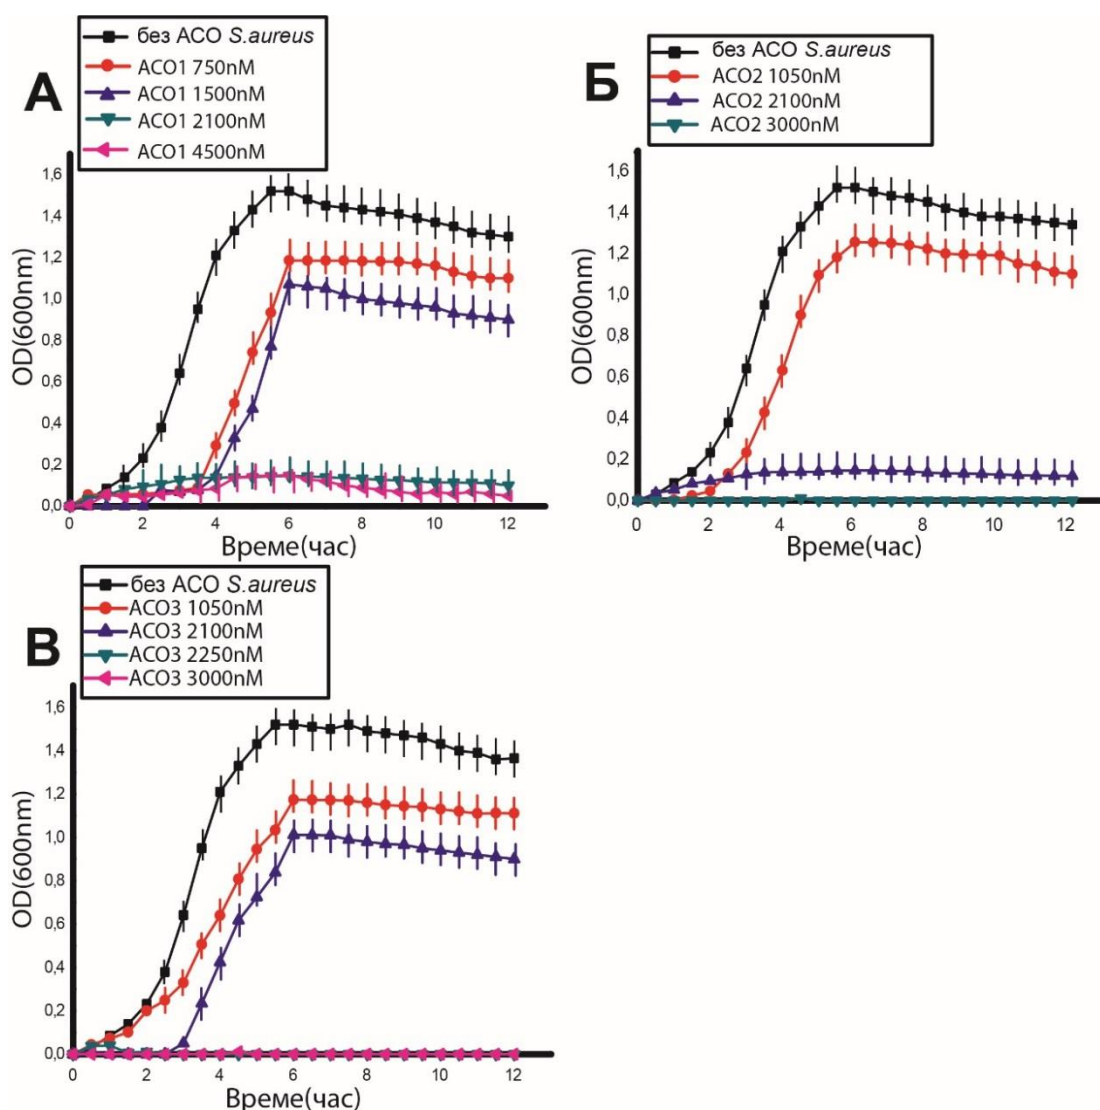 А
без АСО S.aureus
АСО1 750nM
АСО1 1500nM
АСО1 2100nM
АСО1 4500nM
OD(600nm)
1,6
1,4
1,2
1,0
0,8
0,6
0,4
0,2
0,0
0 2 4 6 8 10 12
Време(час)
Б
без АСО S.aureus
АСО2 1050nM
АСО2 2100nM
АСО2 3000nM
OD(600nm)
1,6
1,4
1,2
1,0
0,8
0,6
0,4
0,2
0,0
0 2 4 6 8 10 12
Време(час)
В
без АСО S.aureus
АСО3 1050nM
АСО3 2100nM
АСО3 2250nM
АСО3 3000nM
OD(600nm)
1,6
1,4
1,2
1,0
0,8
0,6
0,4
0,2
0,0
0 2 4 6 8 10 12
Време(час)